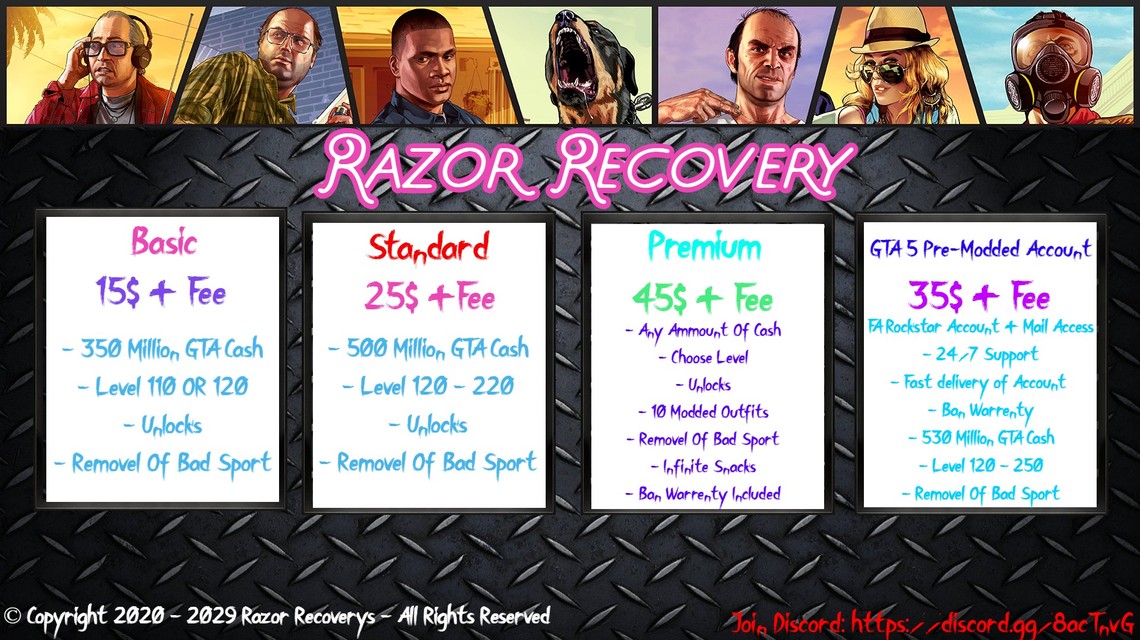 Razor Recovery
Basic
15$ + Fee
- 350 Million GTA Cash
- Level 110 OR 120
- Unlocks
- Removel Of Bad Sport
Standard
25$ + Fee
- 500 Million GTA Cash
- Level 120 - 220
- Unlocks
- Removel Of Bad Sport
Premium
45$ + Fee
- Any Ammount Of Cash
- Choose Level
- Unlocks
- 10 Modded Outfits
- Removel Of Bad Sport
- Infinite Snacks
- Ban Warrenty Included
GTA 5 Pre-Modded Account
35$ + Fee
FA Rockstar Account + Mail Access
- 24/7 Support
- Fast delivery of Account
- Ban Warrenty
- 530 Million GTA Cash
- Level 120 - 250
- Removel Of Bad Sport
© Copyright 2020 - 2029 Razor Recoverys - All Rights Reserved
Join Discord: https://discord.gg/8acTnvG